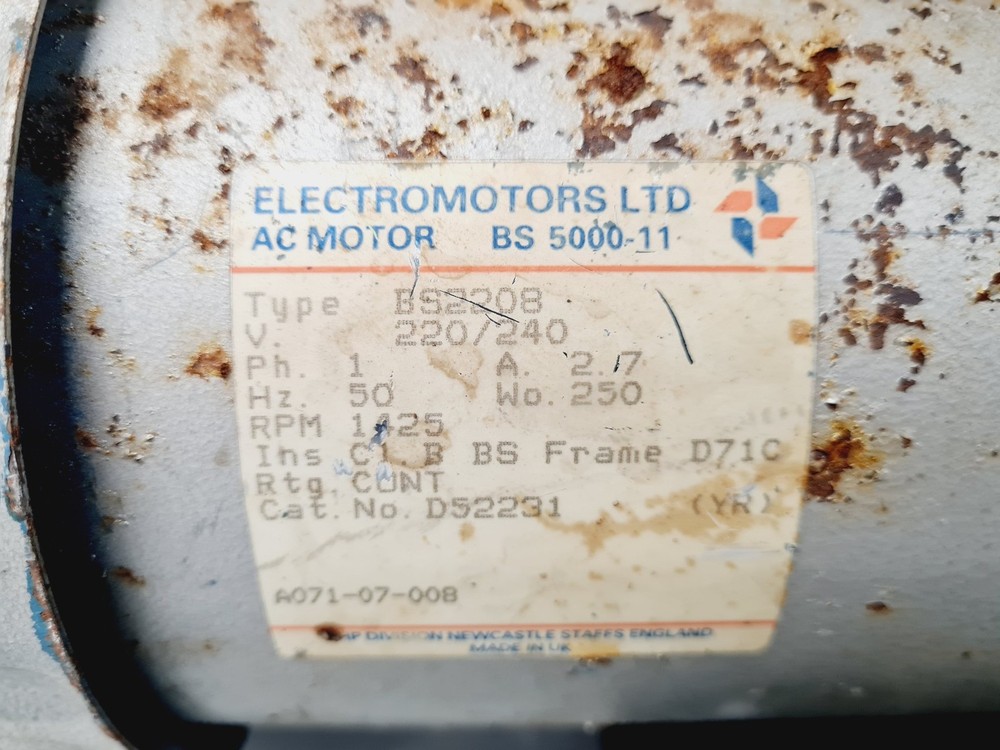 ELECTROMOTORS LTD
AC MOTOR BS 5000-11
Type BS2208
V. 220/240
Ph. 1 A. 2.7
Hz. 50 Wo. 250
RPM 1425
Ins Cl. B BS Frame D71C
Rtg. CONT
Cat. No. D52231 (YR)
A071-07-008
DIVISION NEWCASTLE STAFFS ENGLAND
MADE IN UK